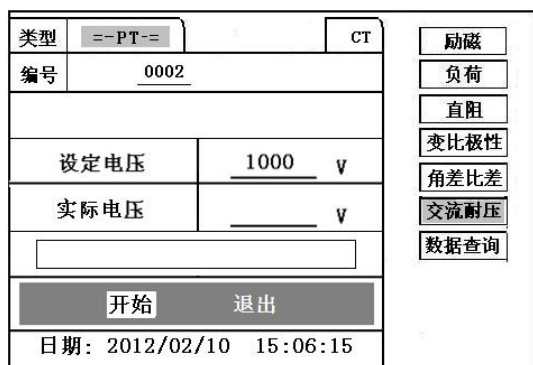 类型 =-PT-= CT
编号 0002
设定电压 1000 V
实际电压 V
开始 退出
日期: 2012/02/10 15:06:15
励磁
负荷
直阻
变比极性
角差比差
交流耐压
数据查询